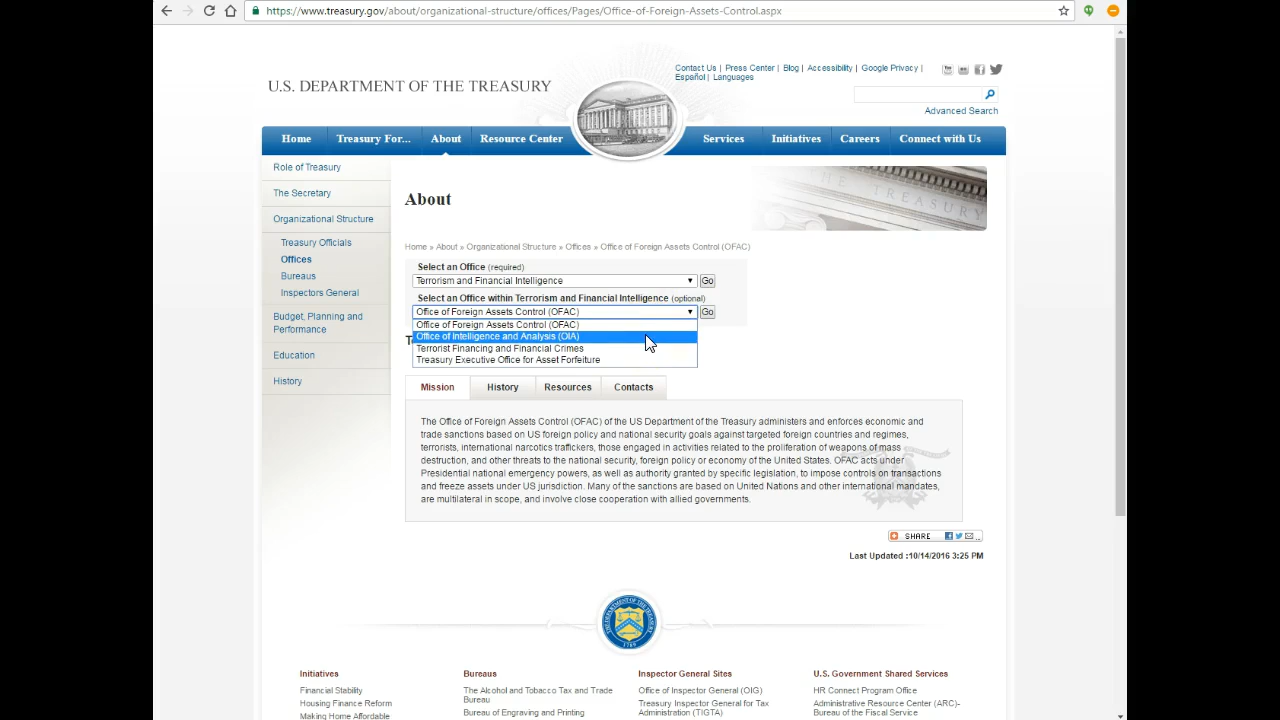 https://www.treasury.gov/about/organizational-structure/offices/Pages/Office-of-Foreign-Assets-Control.aspx
Contact Us | Press Center | Blog | Accessibility | Google Privacy |
Español | Languages
U.S. DEPARTMENT OF THE TREASURY
Advanced Search
Home Treasury For... About Resource Center Services Initiatives Careers Connect with Us
Role of Treasury
The Secretary
Organizational Structure
Treasury Officials
Offices
Bureaus
Inspectors General
Budget, Planning and
Performance
Education
History
About
THE TREASURY
Home » About » Organizational Structure » Offices » Office of Foreign Assets Control (OFAC)
Select an Office (required)
Terrorism and Financial Intelligence Go
Select an Office within Terrorism and Financial Intelligence (optional)
Office of Foreign Assets Control (OFAC) Go
Office of Foreign Assets Control (OFAC)
Office of Intelligence and Analysis (OIA)
Terrorist Financing and Financial Crimes
Treasury Executive Office for Asset Forfeiture
Mission History Resources Contacts
The Office of Foreign Assets Control (OFAC) of the US Department of the Treasury administers and enforces economic and
trade sanctions based on US foreign policy and national security goals against targeted foreign countries and regimes,
terrorists, international narcotics traffickers, those engaged in activities related to the proliferation of weapons of mass
destruction, and other threats to the national security, foreign policy or economy of the United States. OFAC acts under
Presidential national emergency powers, as well as authority granted by specific legislation, to impose controls on transactions
and freeze assets under US jurisdiction. Many of the sanctions are based on United Nations and other international mandates,
are multilateral in scope, and involve close cooperation with allied governments.
SHARE
Last Updated :10/14/2016 3:25 PM
THE DEPARTMENT OF THE TREASURY
1789
Initiatives
Financial Stability
Housing Finance Reform
Making Home Affordable
Bureaus
The Alcohol and Tobacco Tax and Trade
Bureau
Bureau of Engraving and Printing
Inspector General Sites
Office of Inspector General (OIG)
Treasury Inspector General for Tax
Administration (TIGTA)
U.S. Government Shared Services
HR Connect Program Office
Administrative Resource Center (ARC)-
Bureau of the Fiscal Service